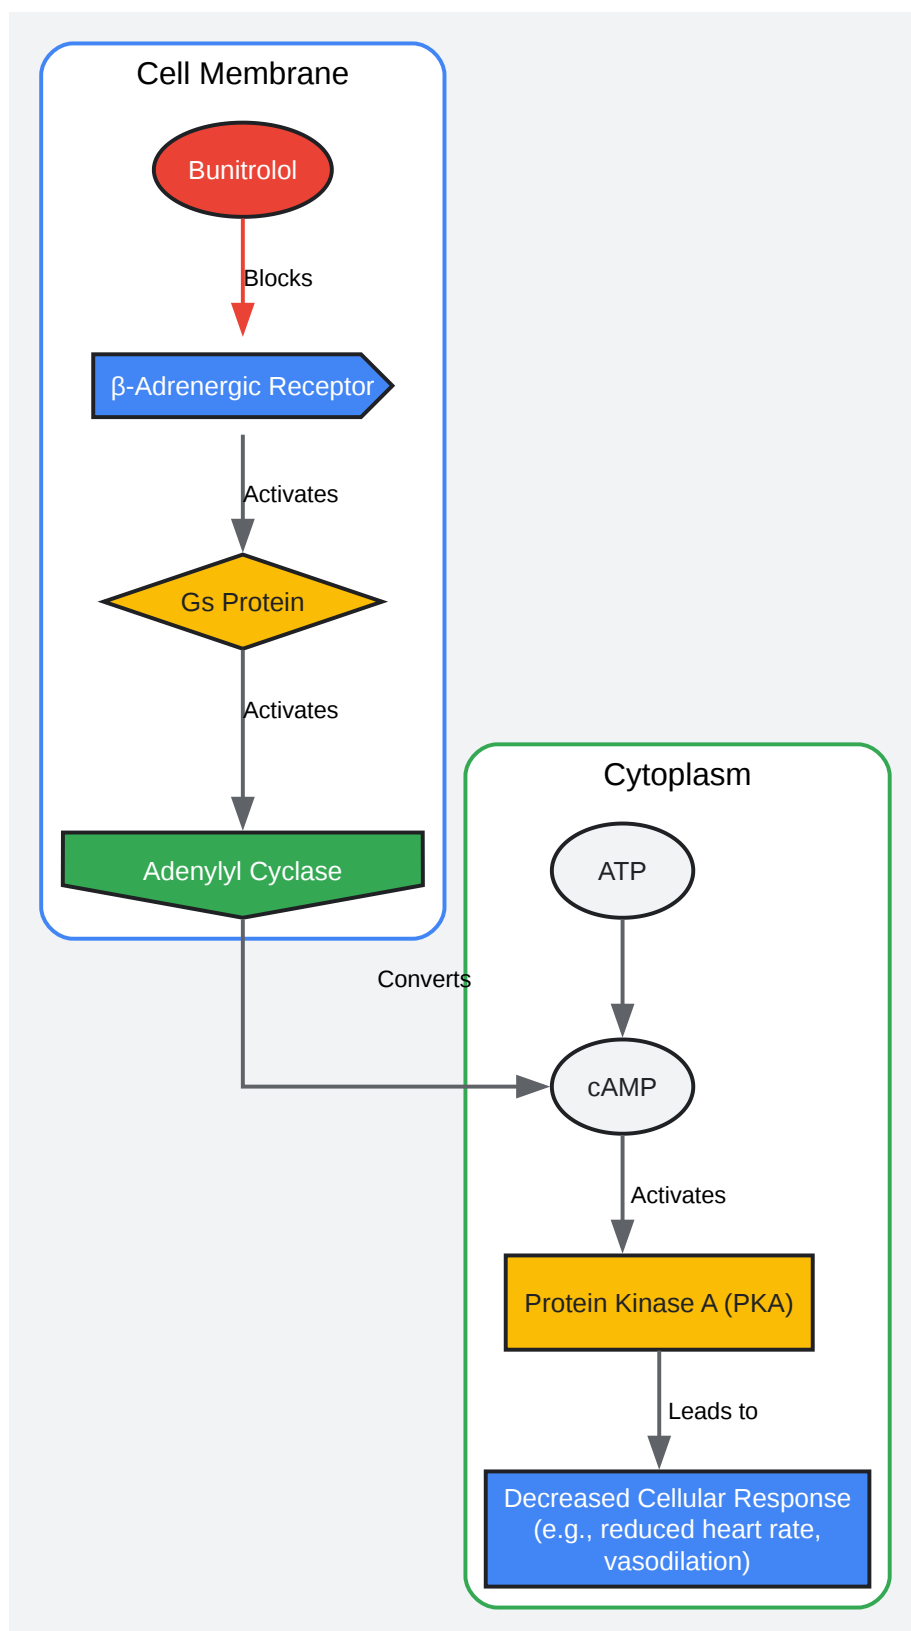 Cell Membrane
Bunitrolol
Blocks
β-Adrenergic Receptor
Activates
Gs Protein
Activates
Adenylyl Cyclase
Converts
Cytoplasm
ATP
cAMP
Activates
Protein Kinase A (PKA)
Leads to
Decreased Cellular Response
(e.g., reduced heart rate,
vasodilation)